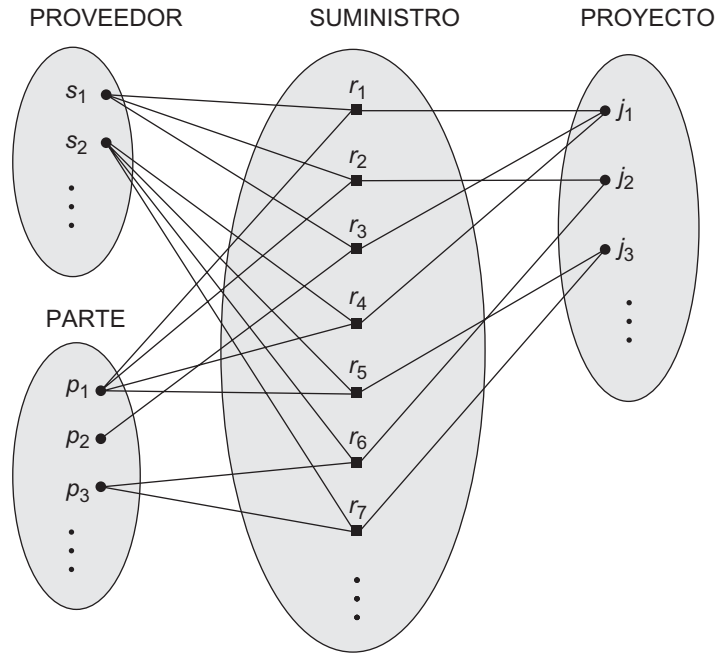 PROVEEDOR
s1
s2
PARTE
p1
p2
p3
SUMINISTRO
r1
r2
r3
r4
r5
r6
r7
PROYECTO
j1
j2
j3